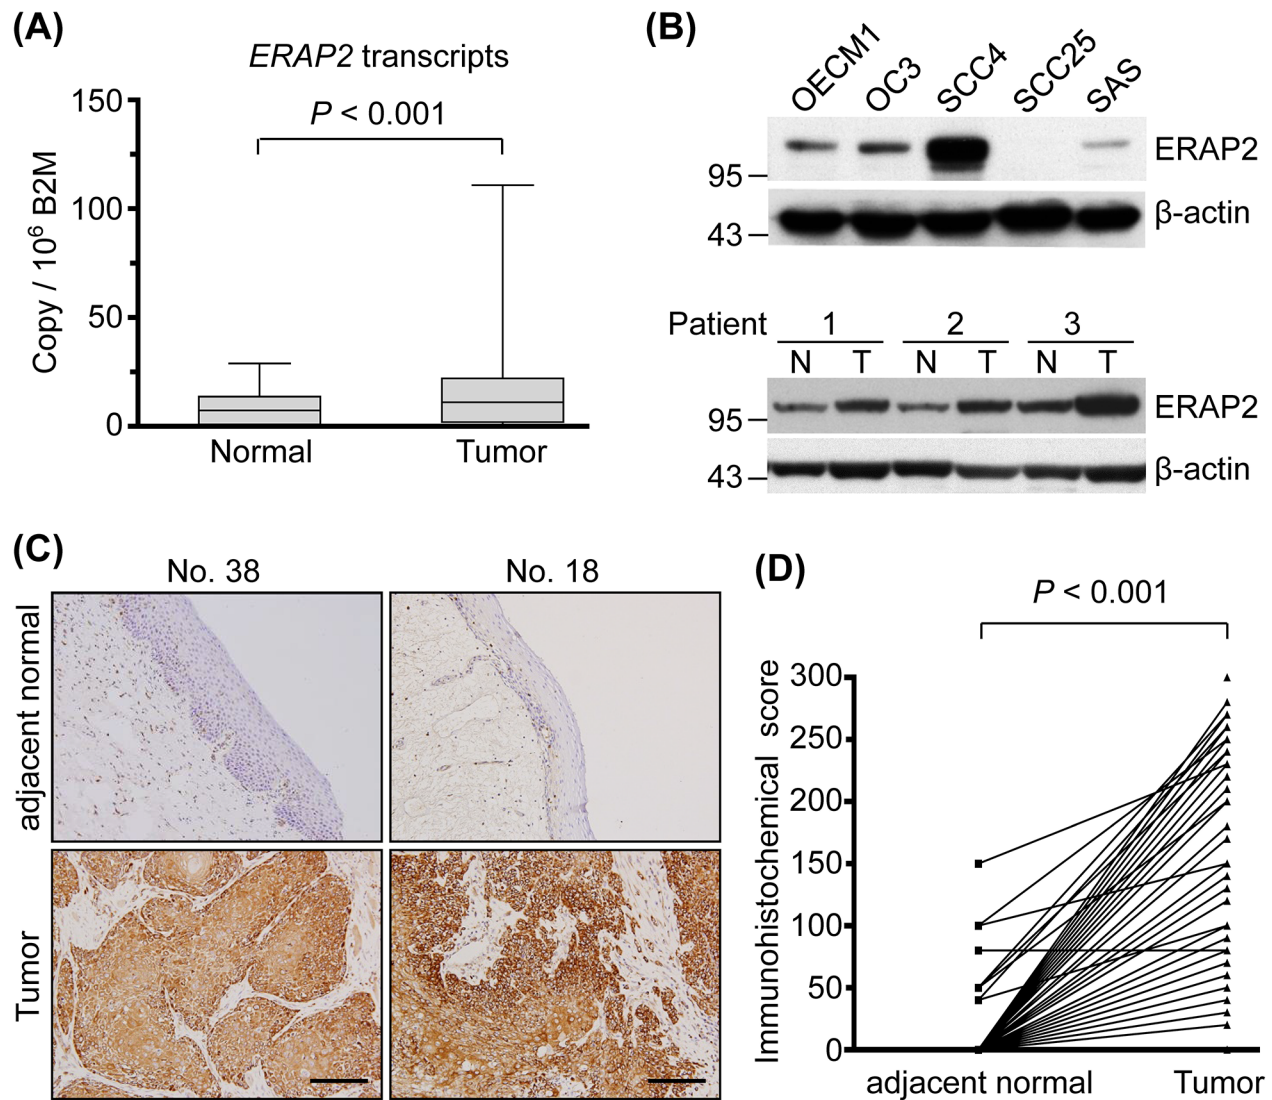 (A)
ERAP2 transcripts
P < 0.001
Copy / 10⁶ B2M
150
100
50
0
Normal
Tumor
(B)
OECM1
OC3
SCC4
SCC25
SAS
ERAP2
95
β-actin
43
Patient 1 2 3
N T N T N T
ERAP2
95
β-actin
43
(C)
No. 38
No. 18
adjacent normal
Tumor
(D)
P < 0.001
Immunohistochemical score
300
250
200
150
100
50
0
adjacent normal
Tumor